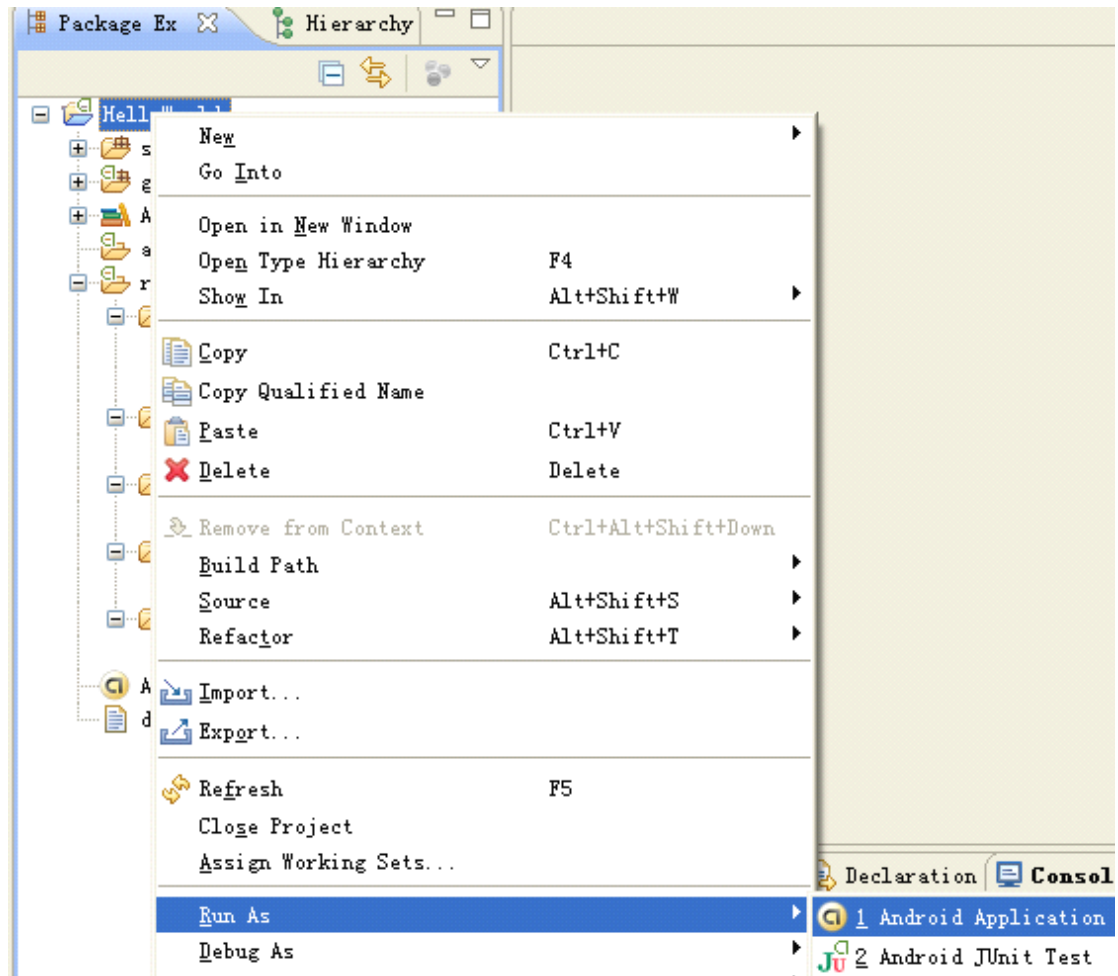 Package Ex Hierarchy
New
Go Into
Open in New Window
Open Type Hierarchy F4
Show In Alt+Shift+W
Copy Ctrl+C
Copy Qualified Name
Paste Ctrl+V
Delete Delete
Remove from Context Ctrl+Alt+Shift+Down
Build Path
Source Alt+Shift+S
Refactor Alt+Shift+T
Import...
Export...
Refresh F5
Close Project
Assign Working Sets...
Declaration Consol
Run As 1 Android Application
Debug As 2 Android JUnit Test